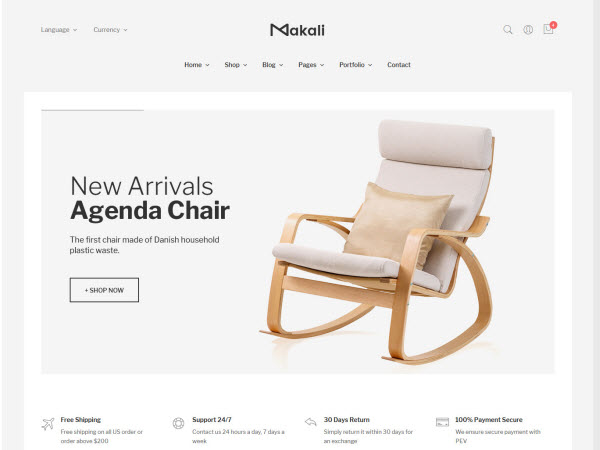 Language
Currency
Makali
Home
Shop
Blog
Pages
Portfolio
Contact
New Arrivals
Agenda Chair
The first chair made of Danish household
plastic waste.
+ SHOP NOW
Free Shipping
Free shipping on all US order or
order above $200
Support 24/7
Contact us 24 hours a day, 7 days a
week
30 Days Return
Simply return it within 30 days for
an exchange
100% Payment Secure
We ensure secure payment with
PEV